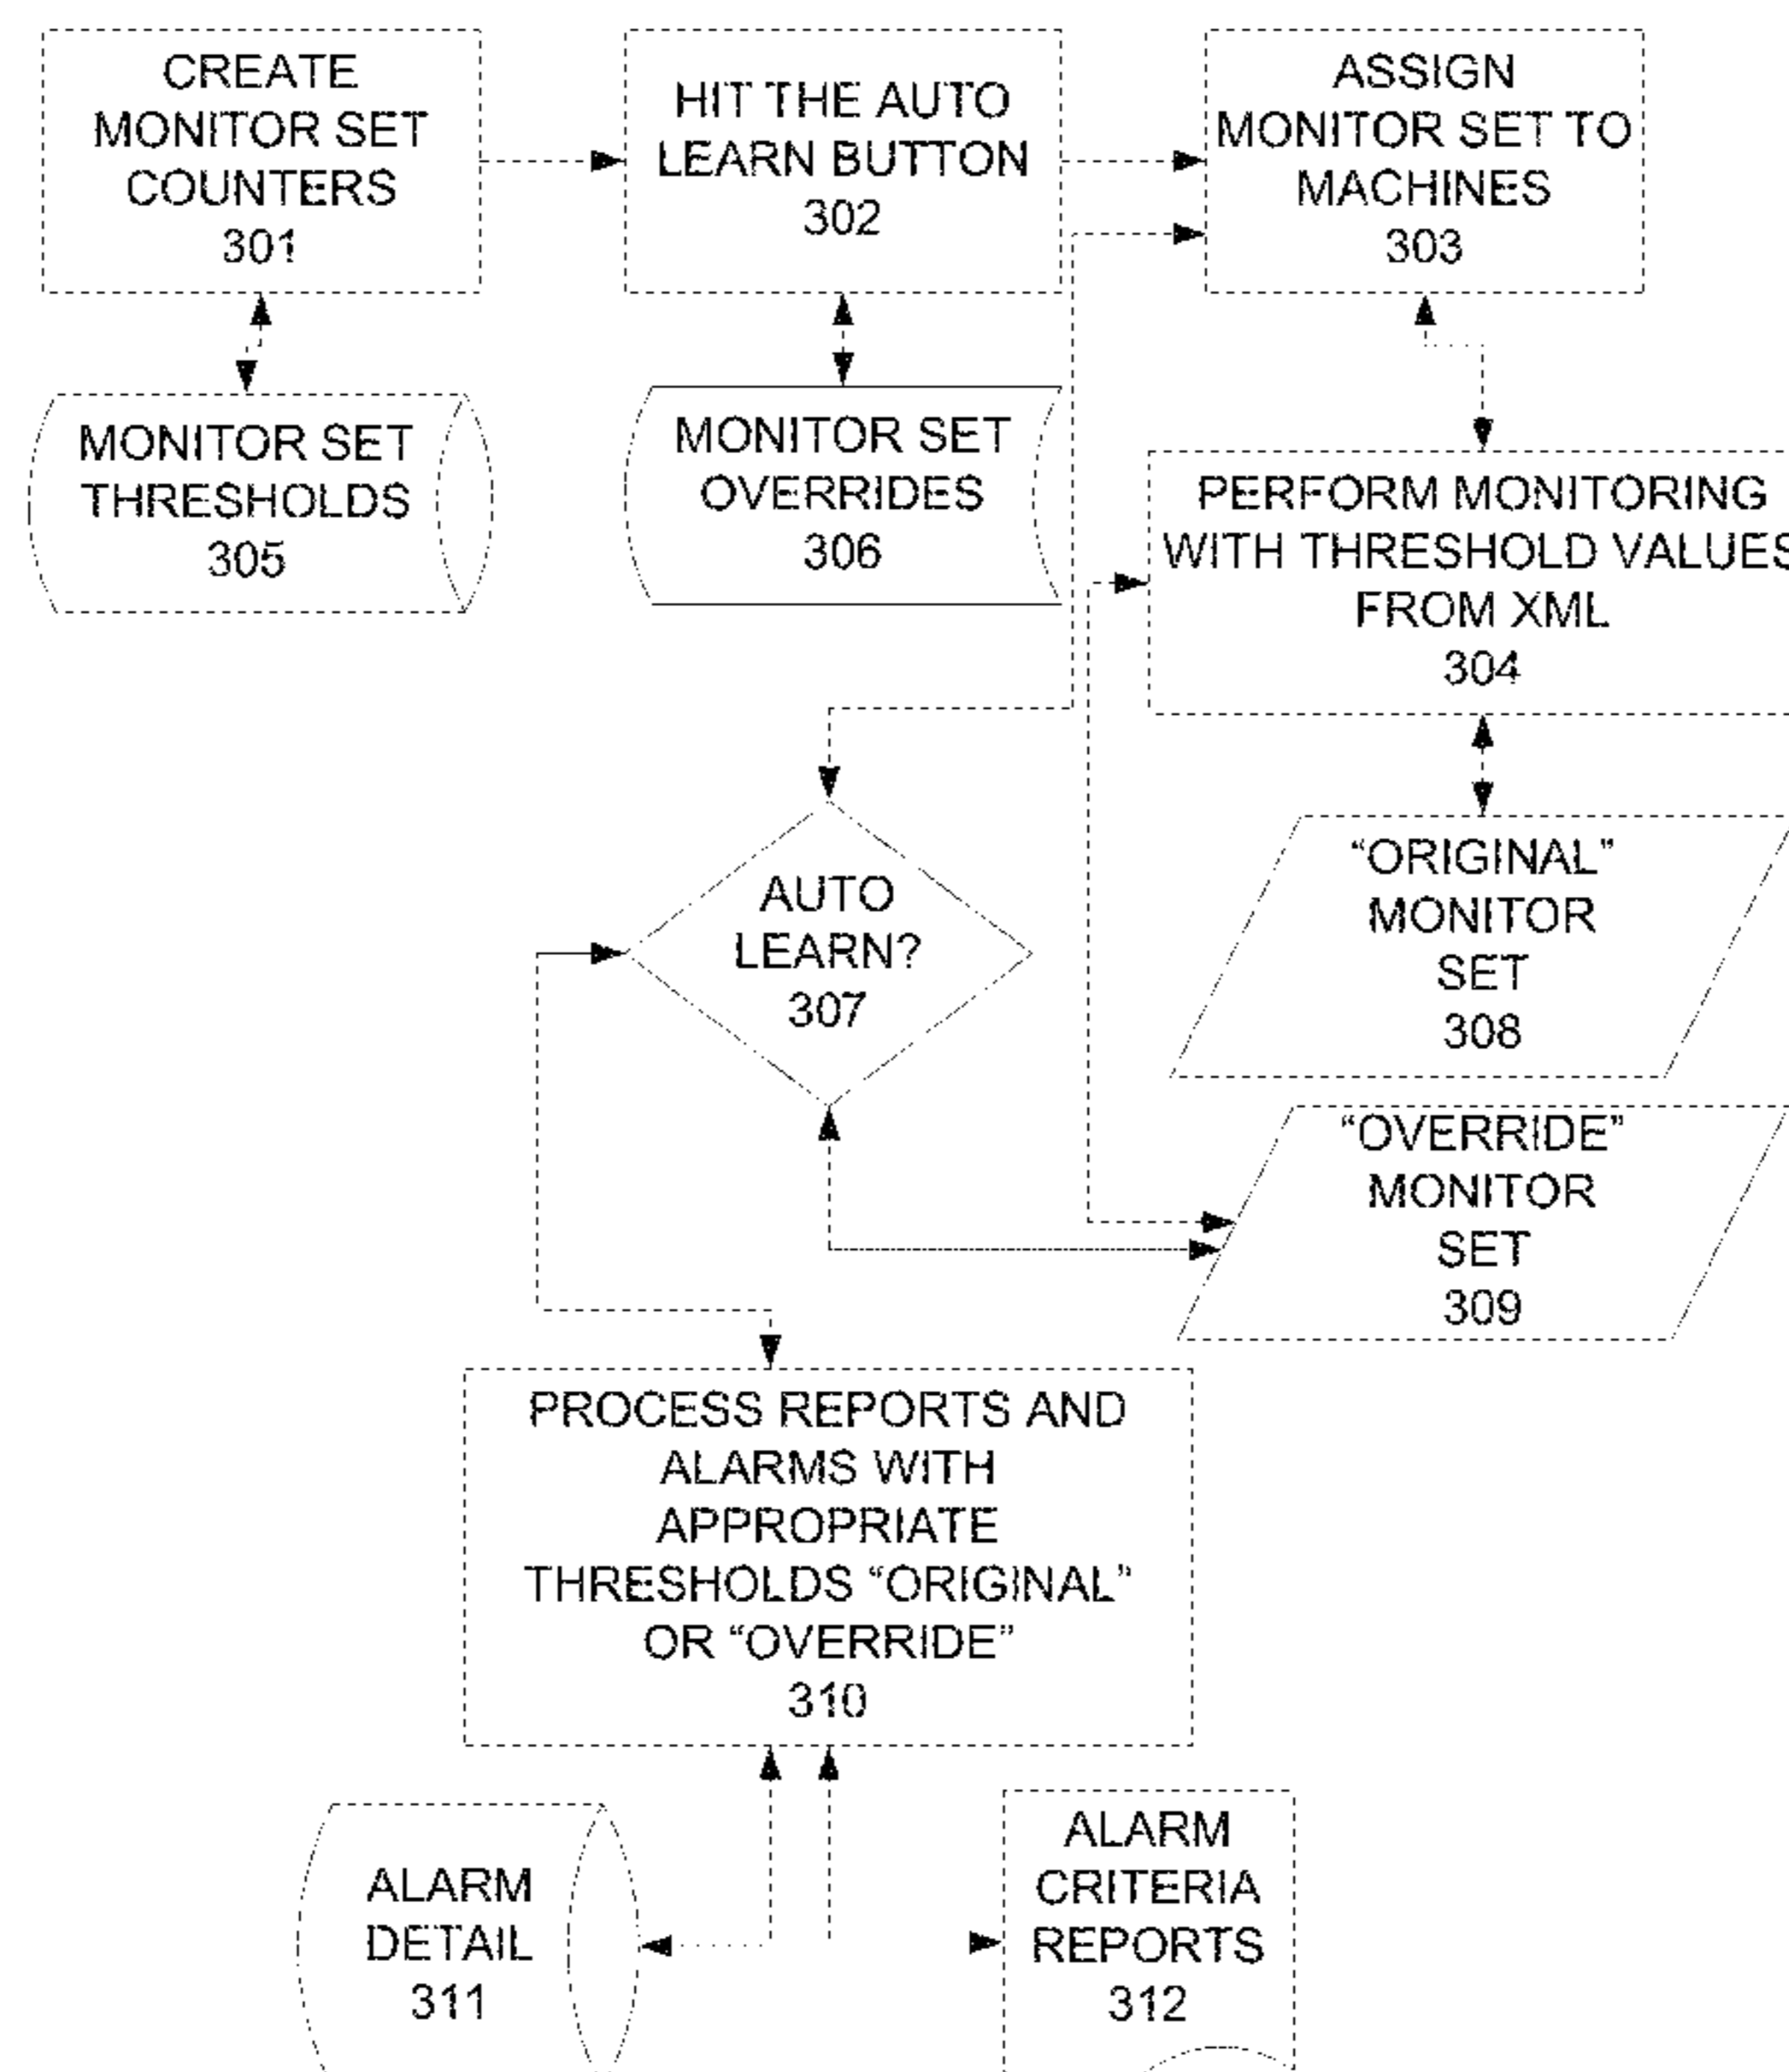 CREATE
MONITOR SET
COUNTERS
301
HIT THE AUTO
LEARN BUTTON
302
ASSIGN
MONITOR SET TO
MACHINES
303
MONITOR SET
THRESHOLDS
305
MONITOR SET
OVERRIDES
306
PERFORM MONITORING
WITH THRESHOLD VALUES
FROM XML
304
AUTO
LEARN?
307
“ORIGINAL”
MONITOR
SET
308
“OVERRIDE”
MONITOR
SET
309
PROCESS REPORTS AND
ALARMS WITH
APPROPRIATE
THRESHOLDS “ORIGINAL”
OR “OVERRIDE”
310
ALARM
DETAIL
311
ALARM
CRITERIA
REPORTS
312